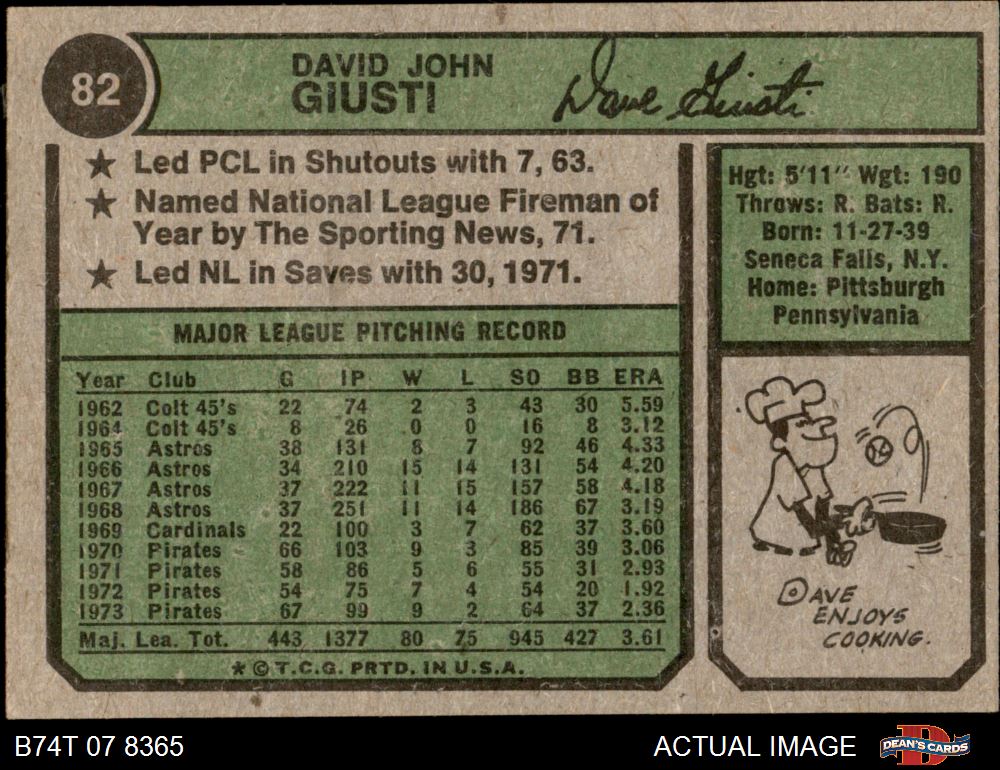 82
DAVID JOHN
GIUSTI
Dave Giusti
★ Led PCL in Shutouts with 7, 63.
★ Named National League Fireman of
Year by The Sporting News, 71.
★ Led NL in Saves with 30, 1971.
Hgt: 5'11" Wgt: 190
Throws: R. Bats: R.
Born: 11-27-39
Seneca Falls, N.Y.
Home: Pittsburgh
Pennsylvania
MAJOR LEAGUE PITCHING RECORD
Year Club G IP W L SO BB ERA
1962 Colt 45's 22 74 2 3 43 30 5.59
1964 Colt 45's 8 26 0 0 16 8 3.12
1965 Astros 38 131 8 7 92 46 4.33
1966 Astros 34 210 15 14 131 54 4.20
1967 Astros 37 222 11 15 157 58 4.18
1968 Astros 37 251 11 14 186 67 3.19
1969 Cardinals 22 100 3 7 62 37 3.60
1970 Pirates 66 103 9 3 85 39 3.06
1971 Pirates 58 86 5 6 55 31 2.93
1972 Pirates 54 75 7 4 54 20 1.92
1973 Pirates 67 99 9 2 64 37 2.36
Maj. Lea. Tot. 443 1377 80 75 945 427 3.61
★ © T.C.G. PRTD. IN U.S.A.
DAVE
ENJOYS
COOKING.
B74T 07 8365
ACTUAL IMAGE
DEAN'S CARDS